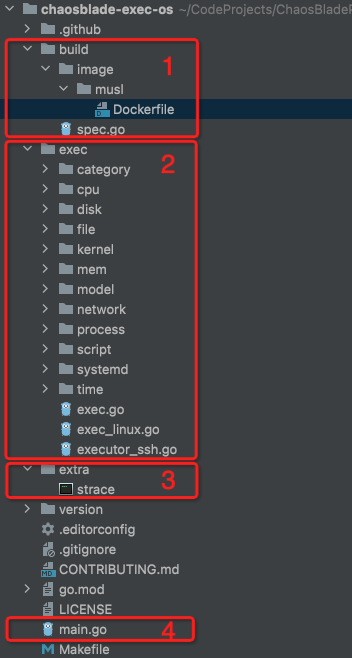 chaosblade-exec-os ~/CodeProjects/ChaosBladeP
.github
build
1
image
musl
Dockerfile
spec.go
exec
2
category
cpu
disk
file
kernel
mem
model
network
process
script
systemd
time
exec.go
exec_linux.go
executor_ssh.go
extra
3
strace
version
.editorconfig
.gitignore
CONTRIBUTING.md
go.mod
LICENSE
main.go
4
Makefile